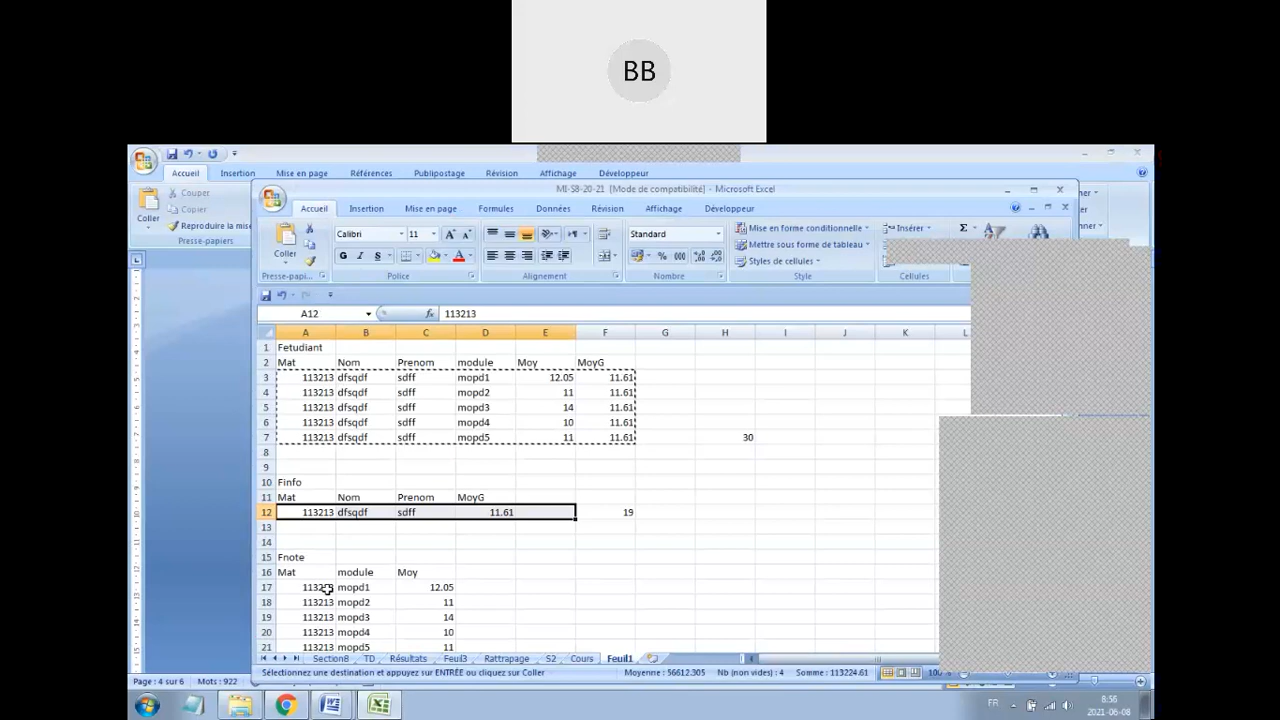 BB
Accueil Insertion Mise en page Références Publipostage Révision Affichage Développeur
MI-S8-20-21 [Mode de compatibilité] - Microsoft Excel
Couper
Copier
Coller
Reproduire la mise
Presse-papiers
Accueil Insertion Mise en page Formules Données Révision Affichage Développeur
Coller
Calibri 11
Standard
G I S
% 000
Mise en forme conditionnelle
Mettre sous forme de tableau
Styles de cellules
Insérer
Σ
Presse-papi... Police Alignement Nombre Style Cellules
A12 fx 113213
A B C D E F G H I J K L
1 Fetudiant
2 Mat Nom Prenom module Moy MoyG
3 113213 dfsqdf sdff mopd1 12.05 11.61
4 113213 dfsqdf sdff mopd2 11 11.61
5 113213 dfsqdf sdff mopd3 14 11.61
6 113213 dfsqdf sdff mopd4 10 11.61
7 113213 dfsqdf sdff mopd5 11 11.61 30
8
9
10 Finfo
11 Mat Nom Prenom MoyG
12 113213 dfsqdf sdff 11.61 19
13
14
15 Fnote
16 Mat module Moy
17 113213 mopd1 12.05
18 113213 mopd2 11
19 113213 mopd3 14
20 113213 mopd4 10
21 113213 mopd5 11
Section8 TD Résultats Feuil3 Rattrapage S2 Cours Feuil1
Sélectionnez une destination et appuyez sur ENTRÉE ou cliquez sur Coller Moyenne : 56612.305 Nb (non vides) : 4 Somme : 113224.61 100
Page : 4 sur 6 Mots : 922
FR 8:56
2021-06-08